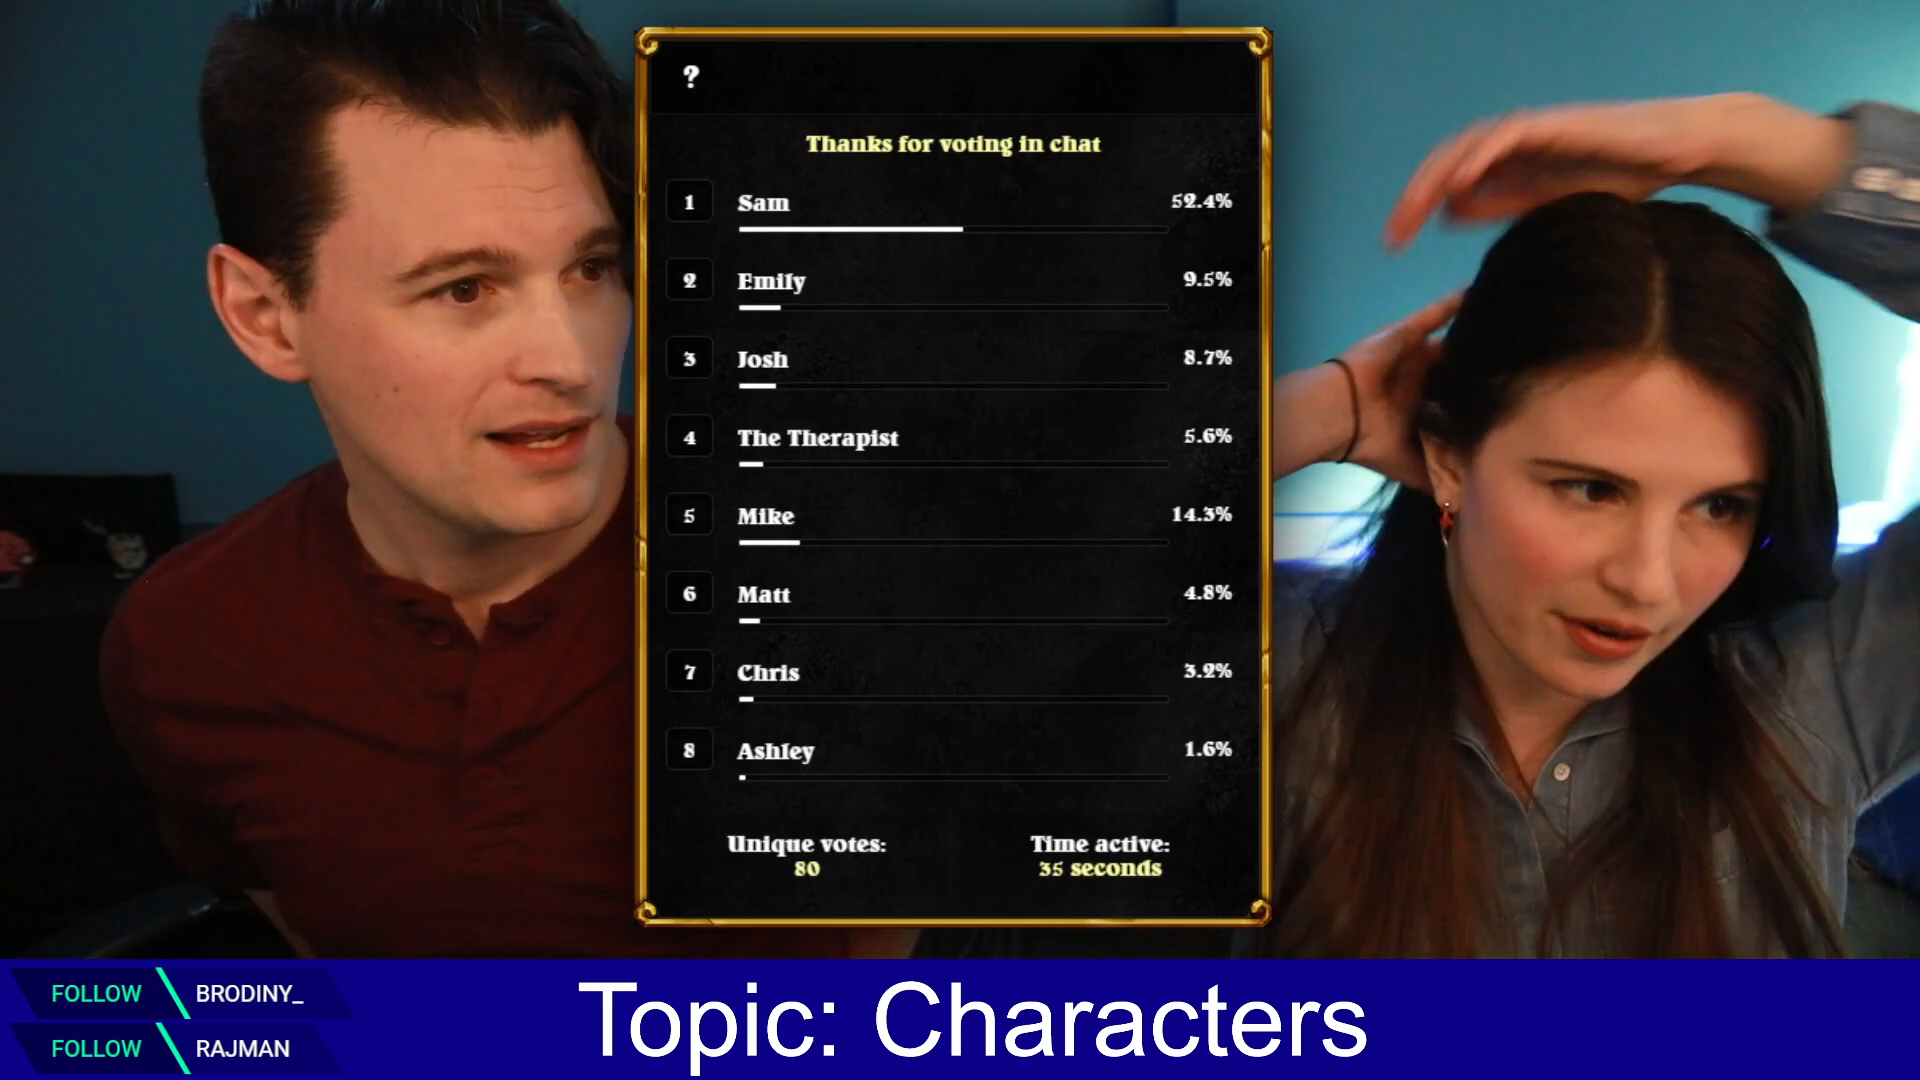 ?
Thanks for voting in chat
1 Sam 52.4%
2 Emily 9.5%
3 Josh 8.7%
4 The Therapist 5.6%
5 Mike 14.3%
6 Matt 4.8%
7 Chris 3.2%
8 Ashley 1.6%
Unique votes: Time active:
80 35 seconds
FOLLOW BRODINY_
FOLLOW RAJMAN
Topic: Characters